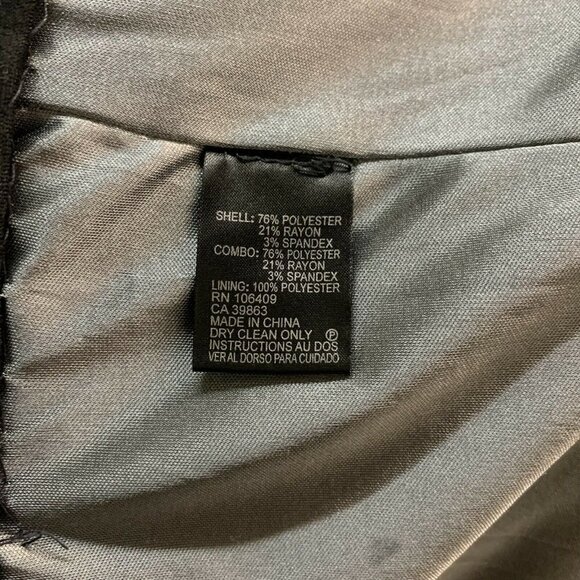 SHELL: 76% POLYESTER
21% RAYON
3% SPANDEX
COMBO: 76% POLYESTER
21% RAYON
3% SPANDEX
LINING: 100% POLYESTER
RN 106409
CA 39863
MADE IN CHINA
DRY CLEAN ONLY Ⓟ
INSTRUCTIONS AU DOS
VER AL DORSO PARA CUIDADO